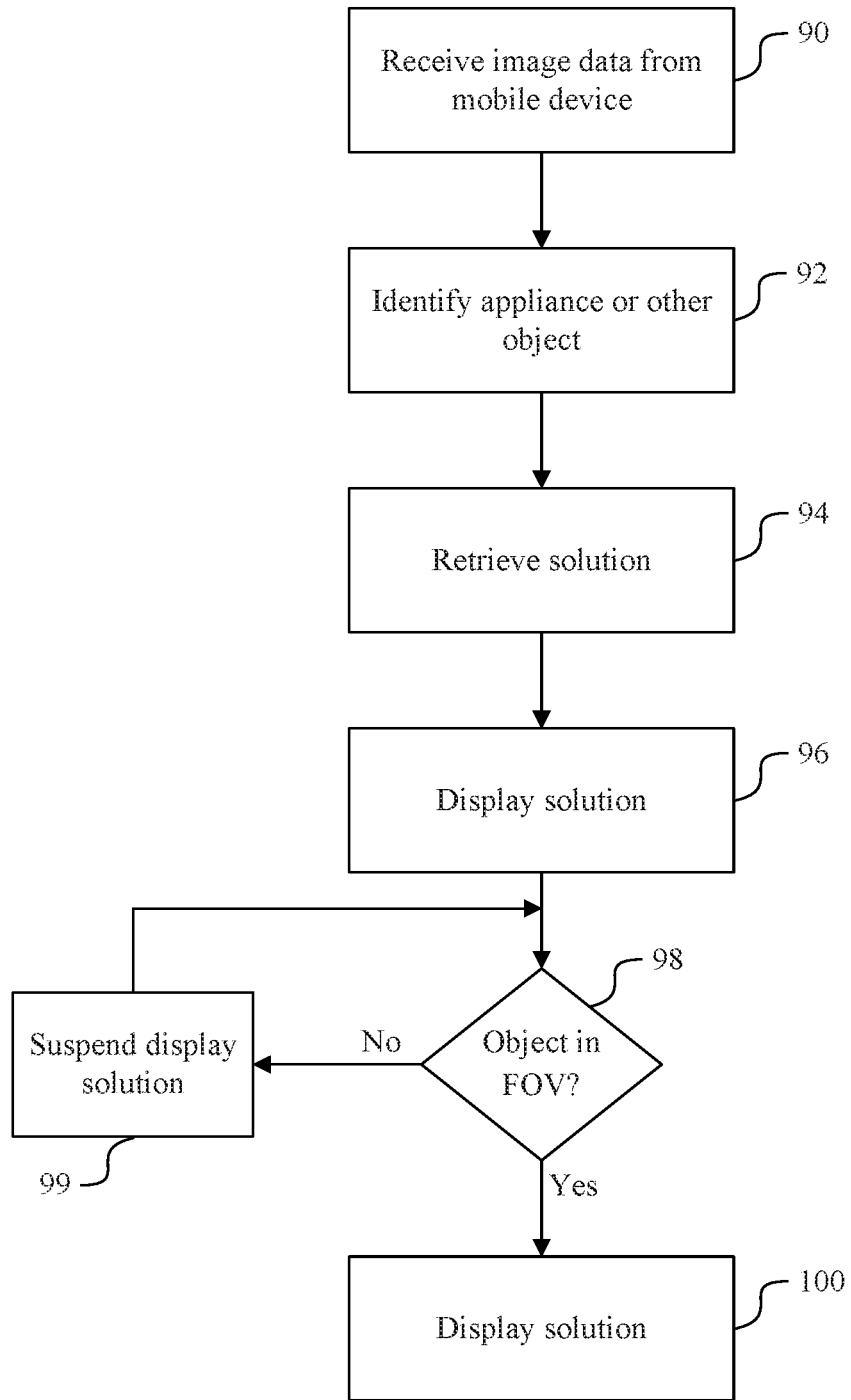 90
Receive image data from
mobile device
92
Identify appliance or other
object
94
Retrieve solution
96
Display solution
98
Object in
FOV?
No
Suspend display
solution
99
Yes
100
Display solution